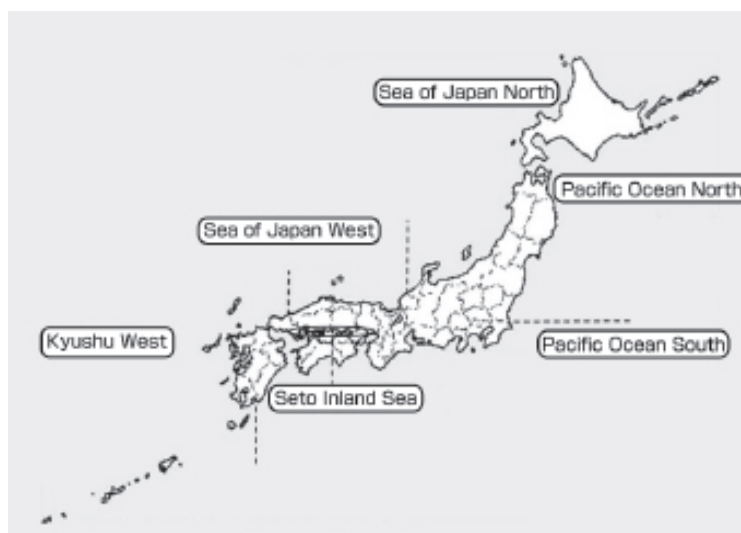 Sea of Japan North
Pacific Ocean North
Sea of Japan West
Kyushu West
Pacific Ocean South
Seto Inland Sea